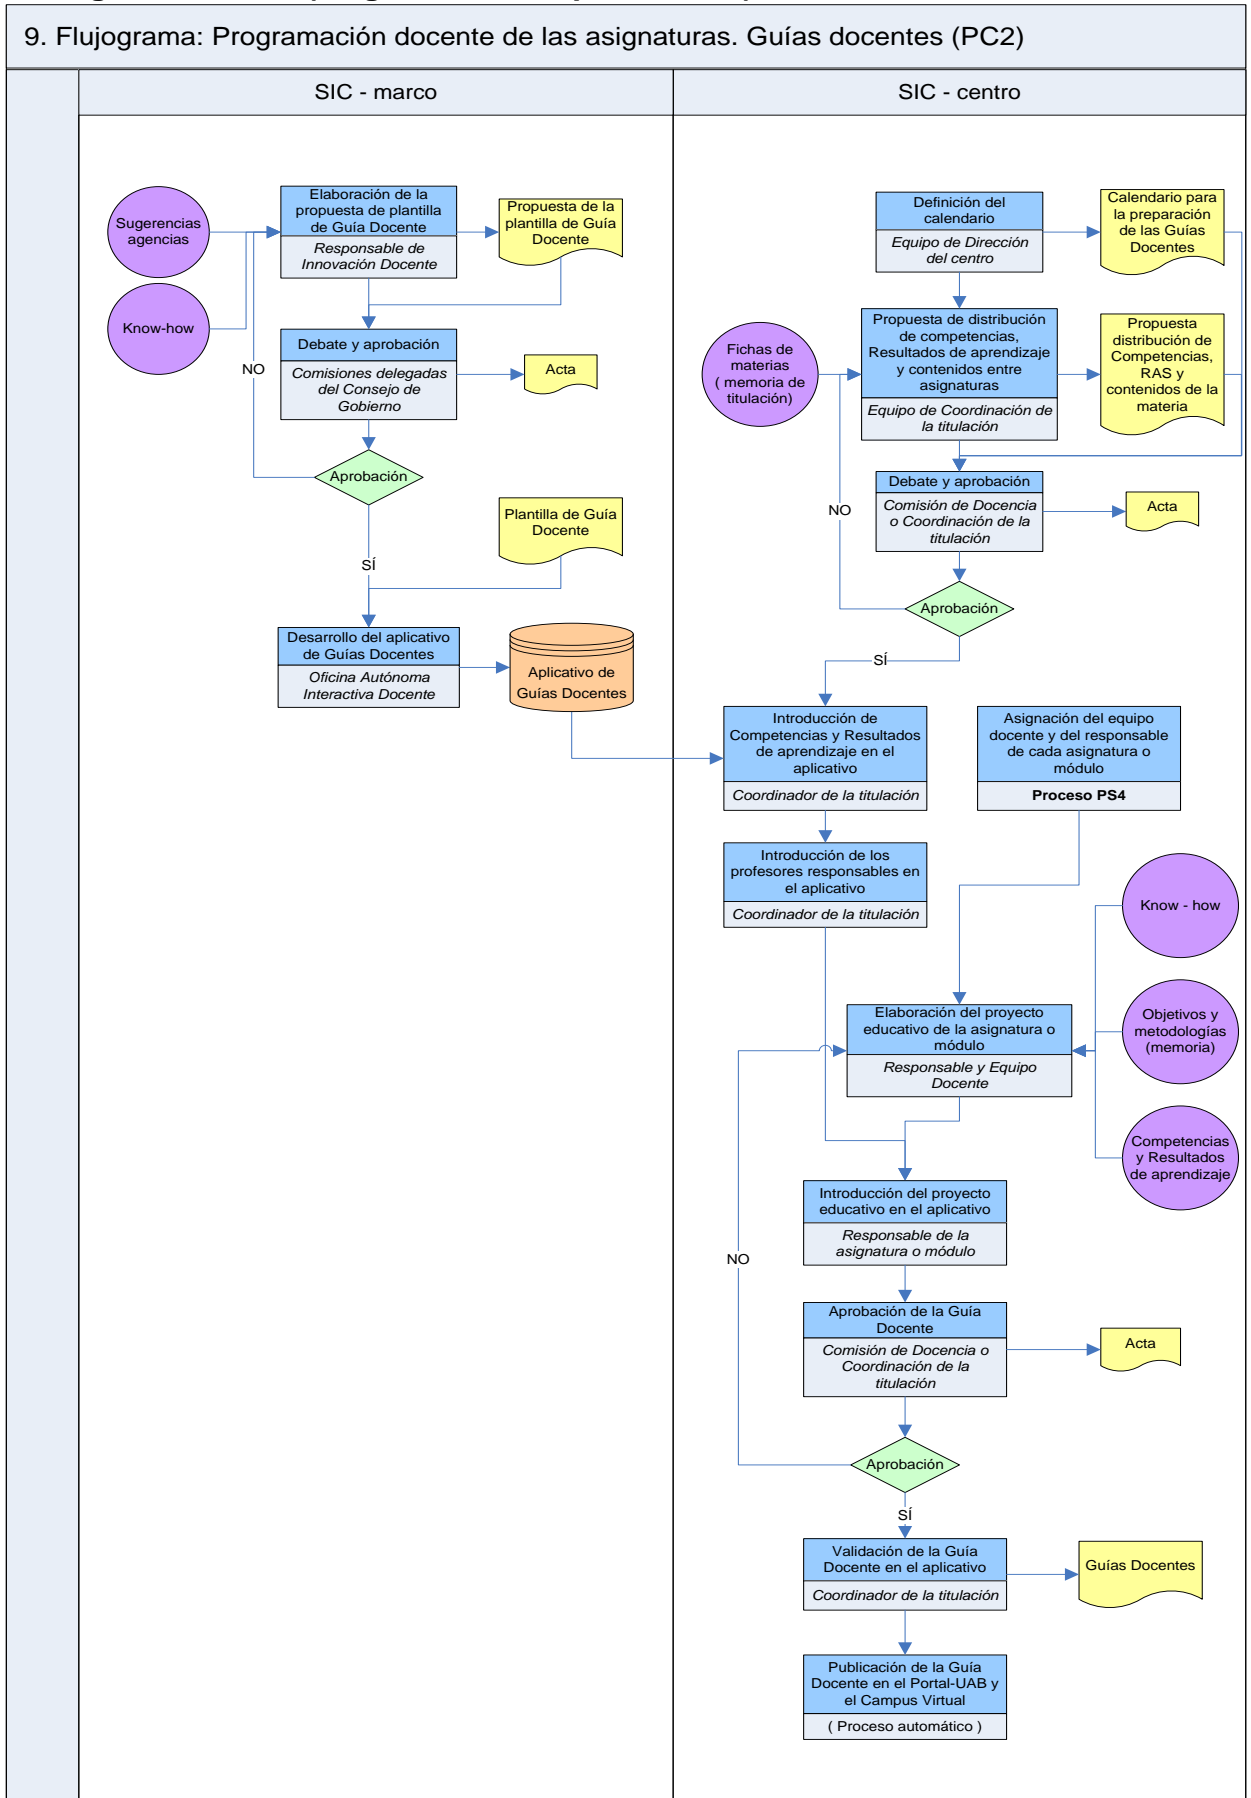 9. Flujograma: Programación docente de las asignaturas. Guías docentes (PC2)
SIC - marco
SIC - centro
Sugerencias
agencias
Know-how
Elaboración de la
propuesta de plantilla
de Guía Docente
Responsable de
Innovación Docente
Propuesta de la
plantilla de Guía
Docente
Debate y aprobación
Comisiones delegadas
del Consejo de
Gobierno
Acta
NO
Aprobación
Plantilla de Guía
Docente
SÍ
Desarrollo del aplicativo
de Guías Docentes
Oficina Autónoma
Interactiva Docente
Aplicativo de
Guías Docentes
Definición del
calendario
Equipo de Dirección
del centro
Calendario para
la preparación
de las Guías
Docentes
Fichas de
materias
( memoria de
titulación)
Propuesta de distribución
de competencias,
Resultados de aprendizaje
y contenidos entre
asignaturas
Equipo de Coordinación de
la titulación
Propuesta
distribución de
Competencias,
RAS y
contenidos de la
materia
Debate y aprobación
Comisión de Docencia
o Coordinación de la
titulación
Acta
NO
Aprobación
SÍ
Introducción de
Competencias y Resultados
de aprendizaje en el
aplicativo
Coordinador de la titulación
Asignación del equipo
docente y del responsable
de cada asignatura o
módulo
Proceso PS4
Introducción de los
profesores responsables en
el aplicativo
Coordinador de la titulación
Know - how
Objetivos y
metodologías
(memoria)
Competencias
y Resultados
de aprendizaje
Elaboración del proyecto
educativo de la asignatura o
módulo
Responsable y Equipo
Docente
Introducción del proyecto
educativo en el aplicativo
Responsable de la
asignatura o módulo
NO
Aprobación de la Guía
Docente
Comisión de Docencia o
Coordinación de la
titulación
Acta
Aprobación
SÍ
Validación de la Guía
Docente en el aplicativo
Coordinador de la titulación
Guías Docentes
Publicación de la Guía
Docente en el Portal-UAB y
el Campus Virtual
( Proceso automático )